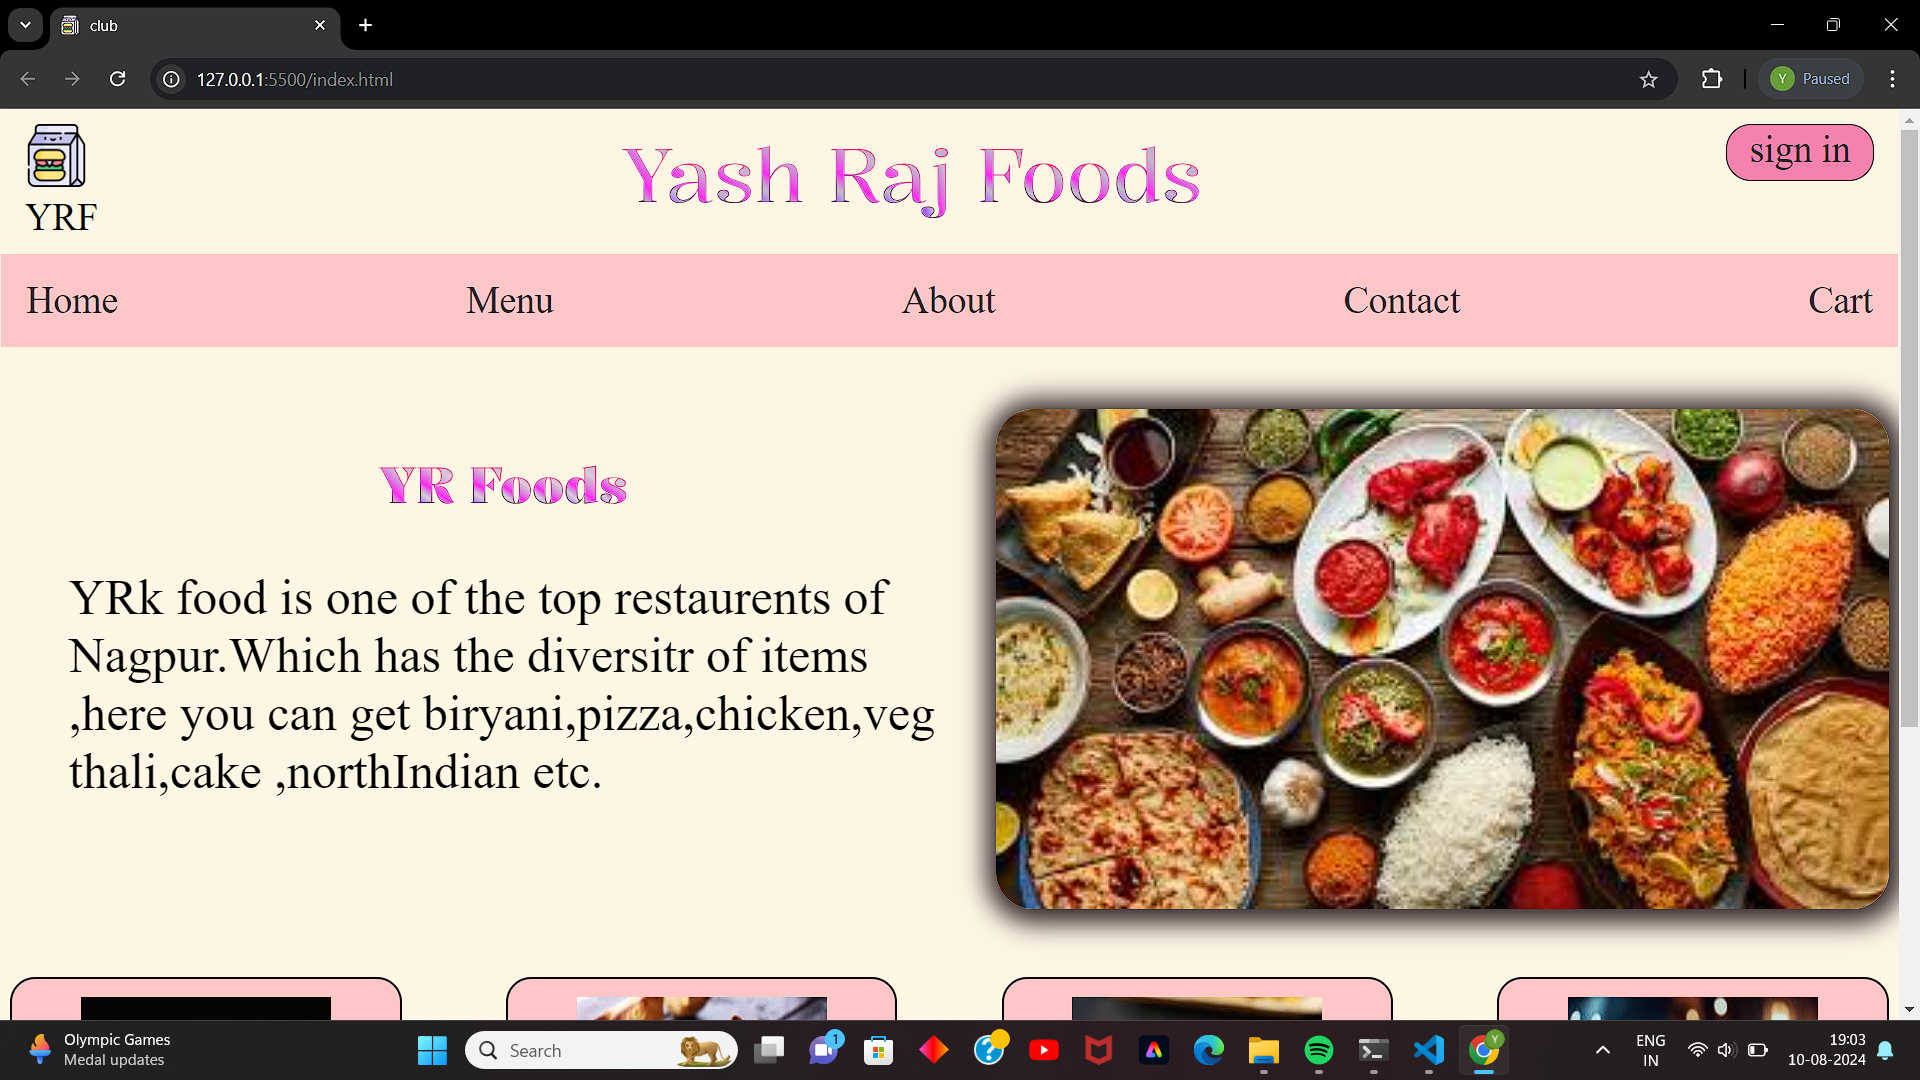 club
127.0.0.1:5500/index.html
Y Paused
YRF
Yash Raj Foods
sign in
Home Menu About Contact Cart
YR Foods
YRk food is one of the top restaurents of
Nagpur.Which has the diversitr of items
,here you can get biryani,pizza,chicken,veg
thali,cake ,northIndian etc.
Olympic Games
Medal updates
Search
1
Y
ENG
IN
19:03
10-08-2024